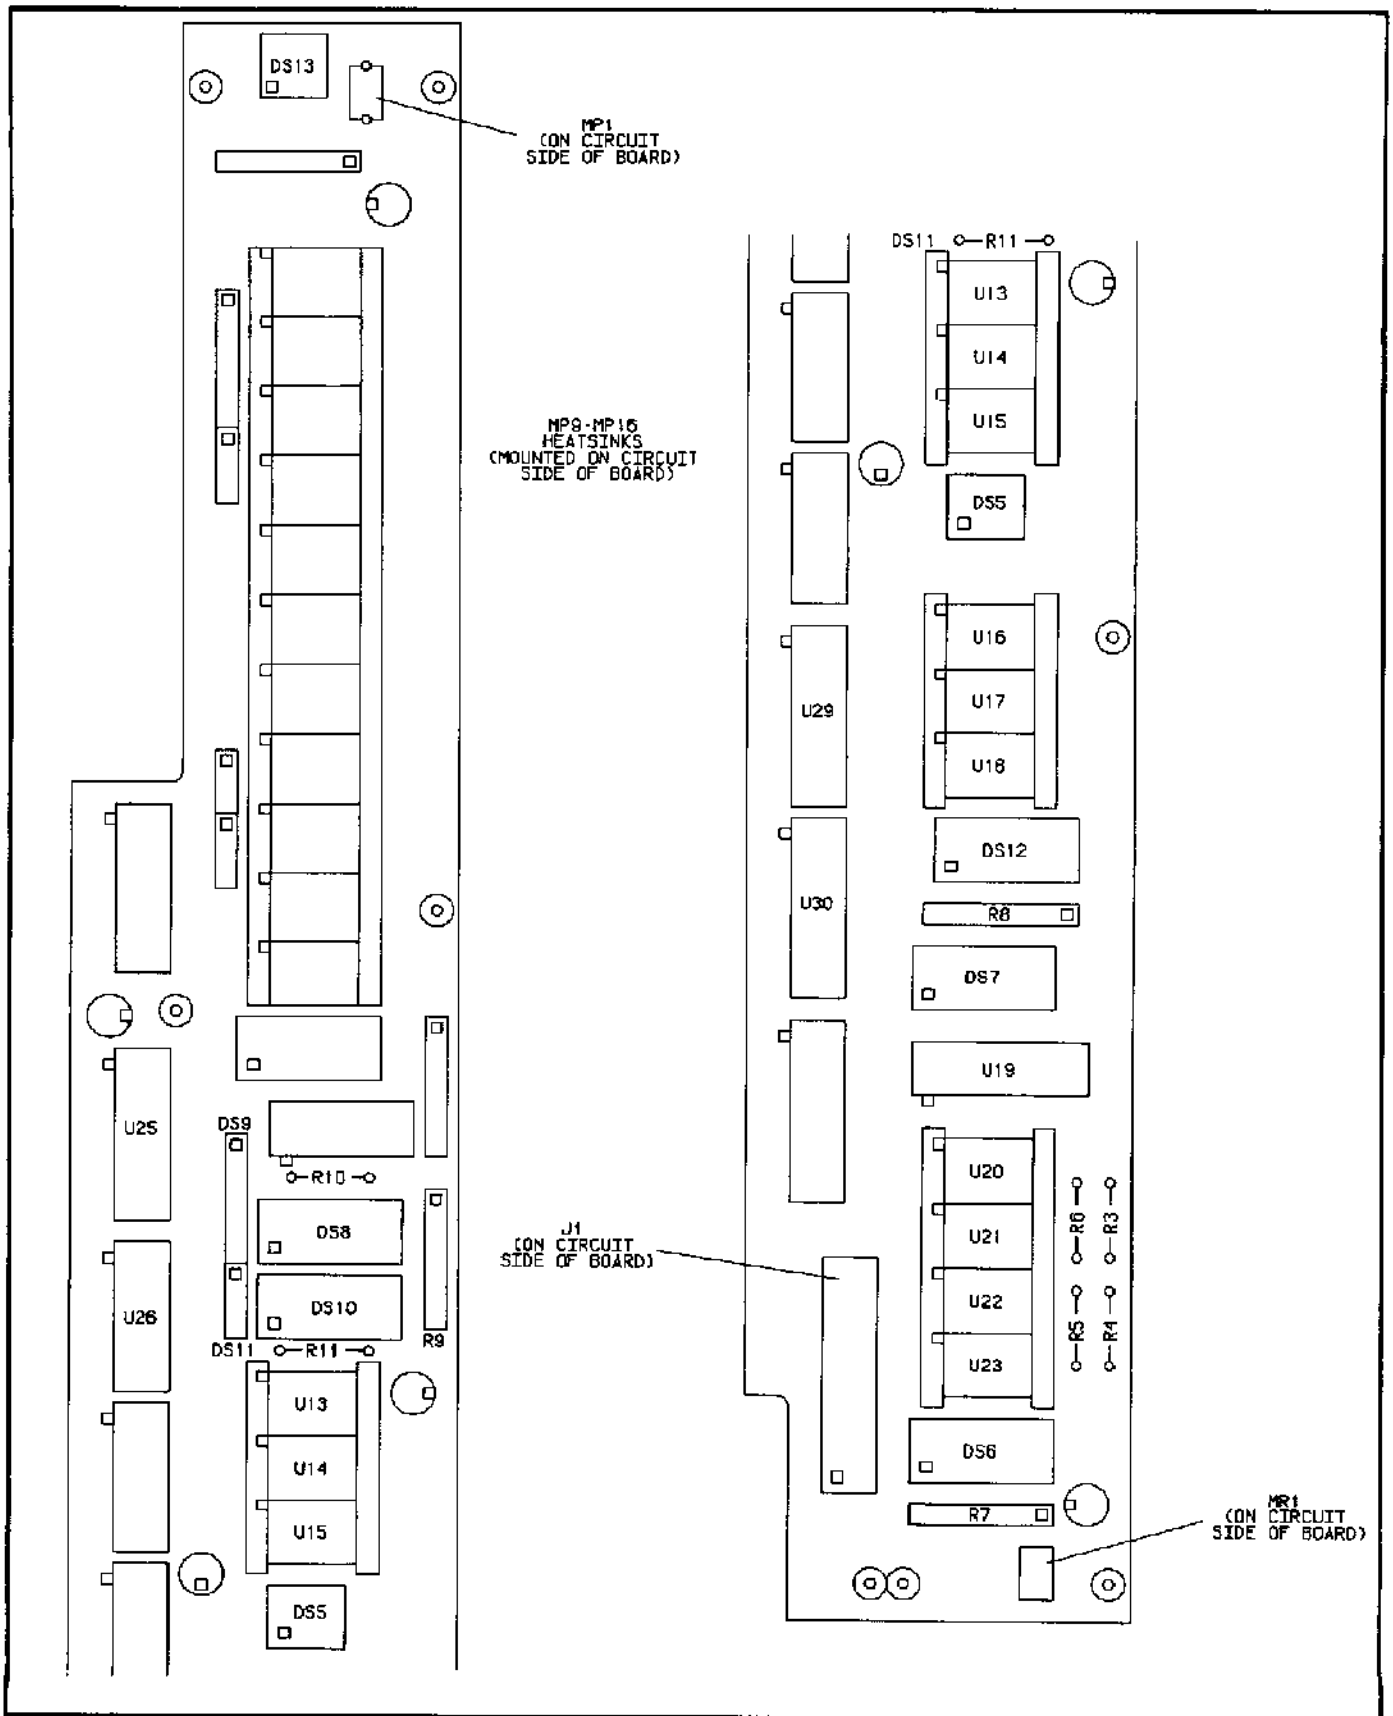 DS13
MP1
(ON CIRCUIT
SIDE OF BOARD)
MP9-MP16
HEATSINKS
(MOUNTED ON CIRCUIT
SIDE OF BOARD)
U25
DS9
R10
DS8
U26
DS10
DS11
R11
R9
U13
U14
U15
DS5
DS11
R11
U13
U14
U15
DS5
U16
U29
U17
U18
DS12
U30
R8
DS7
U19
U20
R6
R3
U21
J1
(ON CIRCUIT
SIDE OF BOARD)
U22
R5
R4
U23
DS6
R7
MR1
(ON CIRCUIT
SIDE OF BOARD)